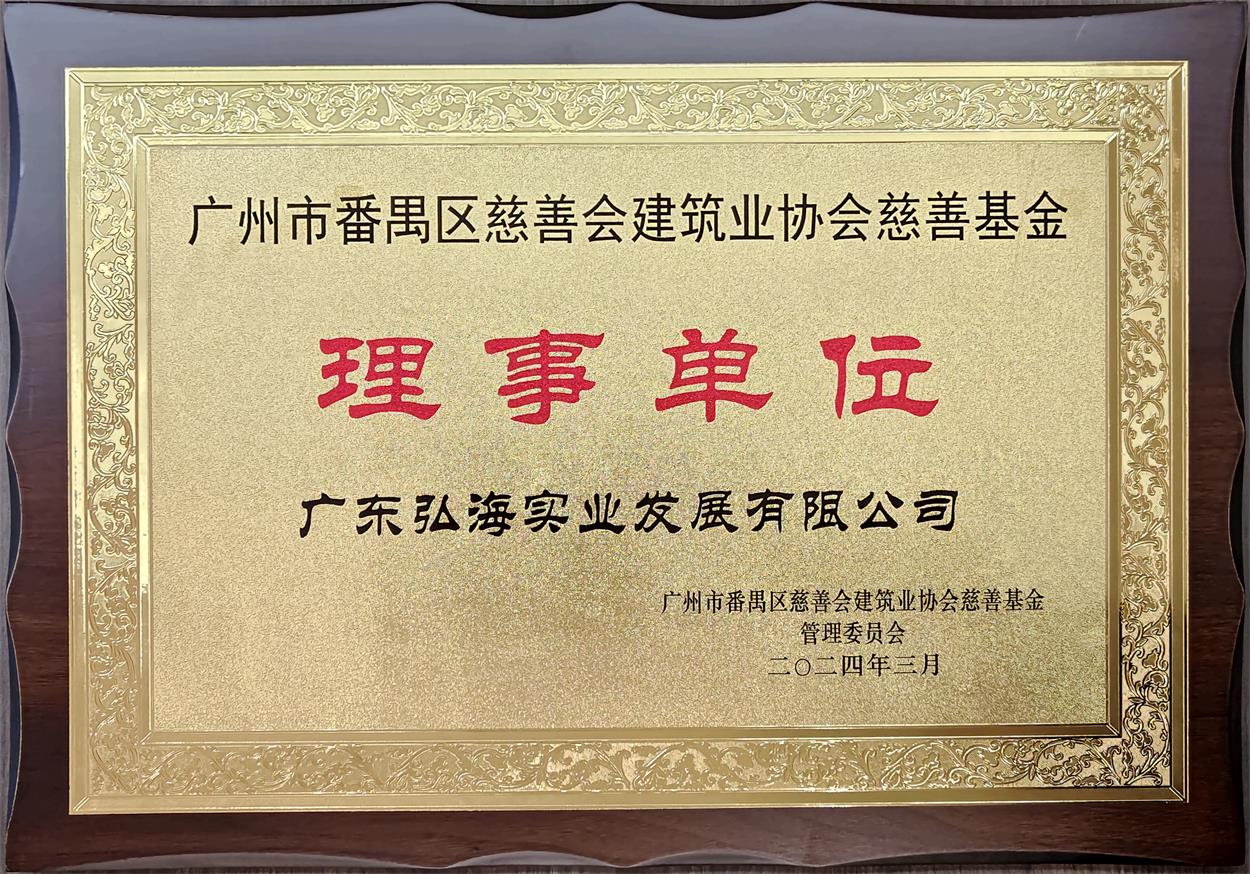 广州市番禺区慈善会建筑业协会慈善基金
理事单位
广东弘海实业发展有限公司
广州市番禺区慈善会建筑业协会慈善基金
管理委员会
二〇二四年三月